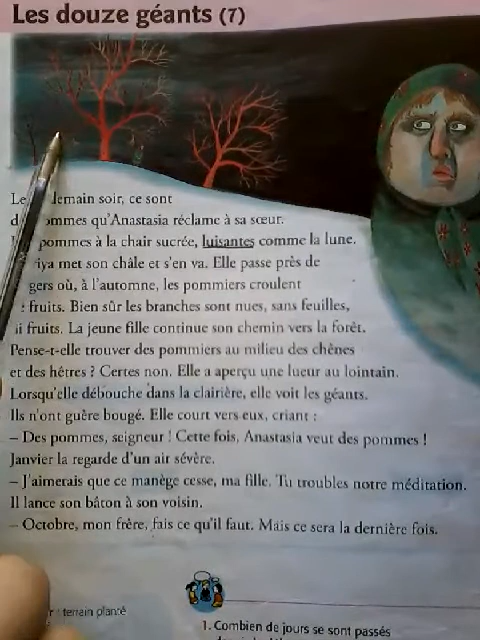 Les douze géants (7)
Le lemain soir, ce sont
d ommes qu'Anastasia réclame à sa sœur.
pommes à la chair sucrée, luisantes comme la lune.
iya met son châle et s'en va. Elle passe près de
gers où, à l'automne, les pommiers croulent
fruits. Bien sûr les branches sont nues, sans feuilles,
ni fruits. La jeune fille continue son chemin vers la forêt.
Pense-t-elle trouver des pommiers au milieu des chênes
et des hêtres ? Certes non. Elle a aperçu une lueur au lointain.
Lorsqu'elle débouche dans la clairière, elle voit les géants.
Ils n'ont guère bougé. Elle court vers eux, criant :
– Des pommes, seigneur ! Cette fois, Anastasia veut des pommes !
Janvier la regarde d'un air sévère.
– J'aimerais que ce manège cesse, ma fille. Tu troubles notre méditation.
Il lance son bâton à son voisin.
– Octobre, mon frère, fais ce qu'il faut. Mais ce sera la dernière fois.
r : terrain planté
1. Combien de jours se sont passés